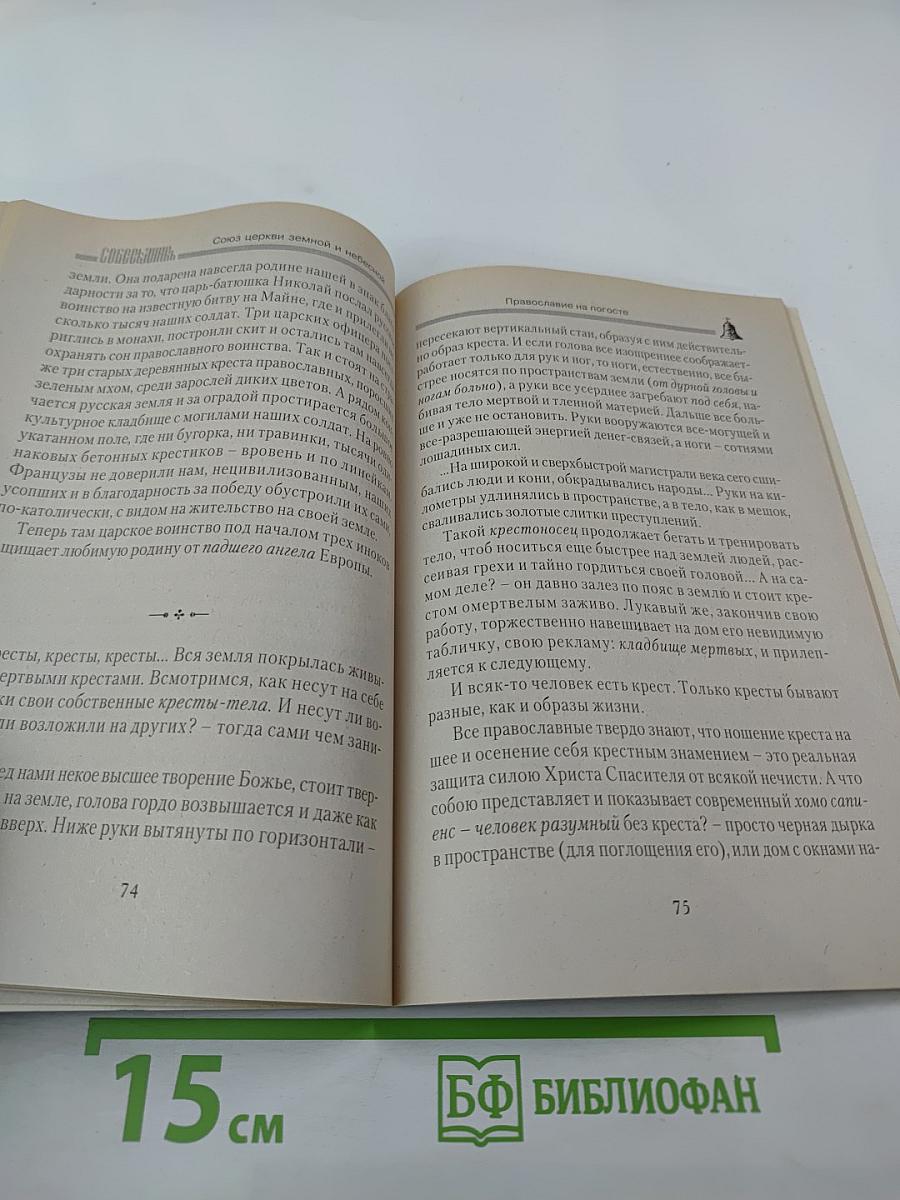 СОБЕСЕДНИКЪ
Союз церкви земной и небесной
земли. Она подарена навсегда родине нашей в знак
дарности за то, что царь-батюшка Николай послал
воинство на известную битву на Майне, где и
сколько тысяч наших солдат. Три царских офицера
риглись в монахи, построили скит и остались там
охранять сон православного воинства. Так и стоят на
же три старых деревянных креста православных, поросших
зеленым мхом, среди зарослей диких цветов. А рядом
чается русская земля и за оградой простирается большое
культурное кладбище с могилами наших солдат. На ровно
укатанном поле, где ни бугорка, ни травинки, тысячи оди-
наковых бетонных крестиков – вровень и по линейкам.
Французы не доверили нам, нецивилизованным, наших
усопших и в благодарность за победу обустроили их сами,
по-католически, с видом на жительство на своей земле.
Теперь там царское воинство под началом трех иноков
щищает любимую родину от падшего ангела Европы.
ресты, кресты, кресты... Вся земля покрылась живы-
ертвыми крестами. Всмотримся, как несут на себе
ки свои собственные кресты-тела. И несут ли во-
ли возложили на других? – тогда сами чем зани-
ед нами некое высшее творение Божье, стоит твер-
на земле, голова гордо возвышается и даже как
вверх. Ниже руки вытянуты по горизонтали –
74
Православие на погосте
пересекают вертикальный стан, образуя с ним действитель-
но образ креста. И если голова все изощреннее соображает-
работает только для рук и ног, то ноги, естественно, все бы-
стрее носятся по пространствам земли (от дурной головы и
ногам больно), а руки все усерднее загребают под себя, на-
бивая тело мертвой и тленной материей. Дальше все боль-
ше и уже не остановить. Руки вооружаются все-могущей и
все-разрешающей энергией денег-связей, а ноги – сотнями
лошадиных сил.
...На широкой и сверхбыстрой магистрали века сего сши-
бались люди и кони, обкрадывались народы... Руки на ки-
лометры удлинялись в пространстве, а в тело, как в мешок,
сваливались золотые слитки преступлений.
Такой крестоносец продолжает бегать и тренировать
тело, чтоб носиться еще быстрее над землей людей, рас-
сеивая грехи и тайно гордиться своей головой... А на са-
мом деле? – он давно залез по пояс в землю и стоит кре-
стом омертвелым заживо. Лукавый же, закончив свою
работу, торжественно навешивает на дом его невидимую
табличку, свою рекламу: кладбище мертвых, и прилеп-
ляется к следующему.
И всяк-то человек есть крест. Только кресты бывают
разные, как и образы жизни.
Все православные твердо знают, что ношение креста на
шее и осенение себя крестным знамением – это реальная
защита силою Христа Спасителя от всякой нечисти. А что
собою представляет и показывает современный хомо сапи-
енс – человек разумный без креста? – просто черная дырка
в пространстве (для поглощения его), или дом с окнами на-
75
15 см
БФ БИБЛИОФАН